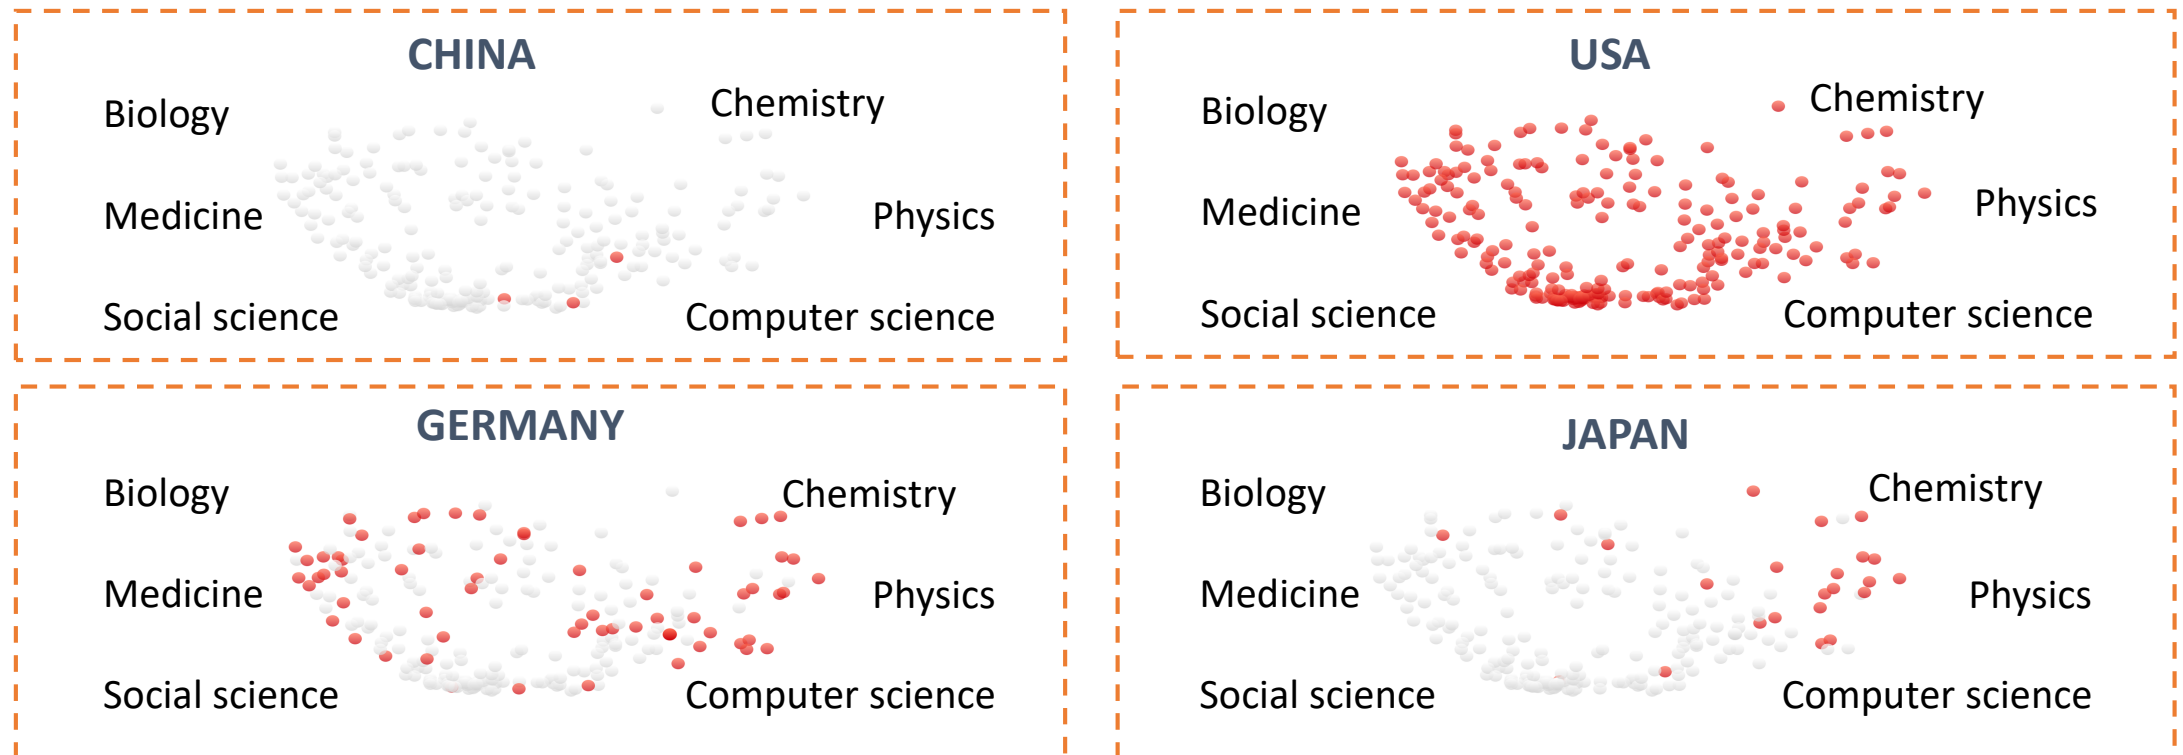 CHINA
Biology
Chemistry
Medicine
Physics
Social science
Computer science
USA
Biology
Chemistry
Medicine
Physics
Social science
Computer science
GERMANY
Biology
Chemistry
Medicine
Physics
Social science
Computer science
JAPAN
Biology
Chemistry
Medicine
Physics
Social science
Computer science